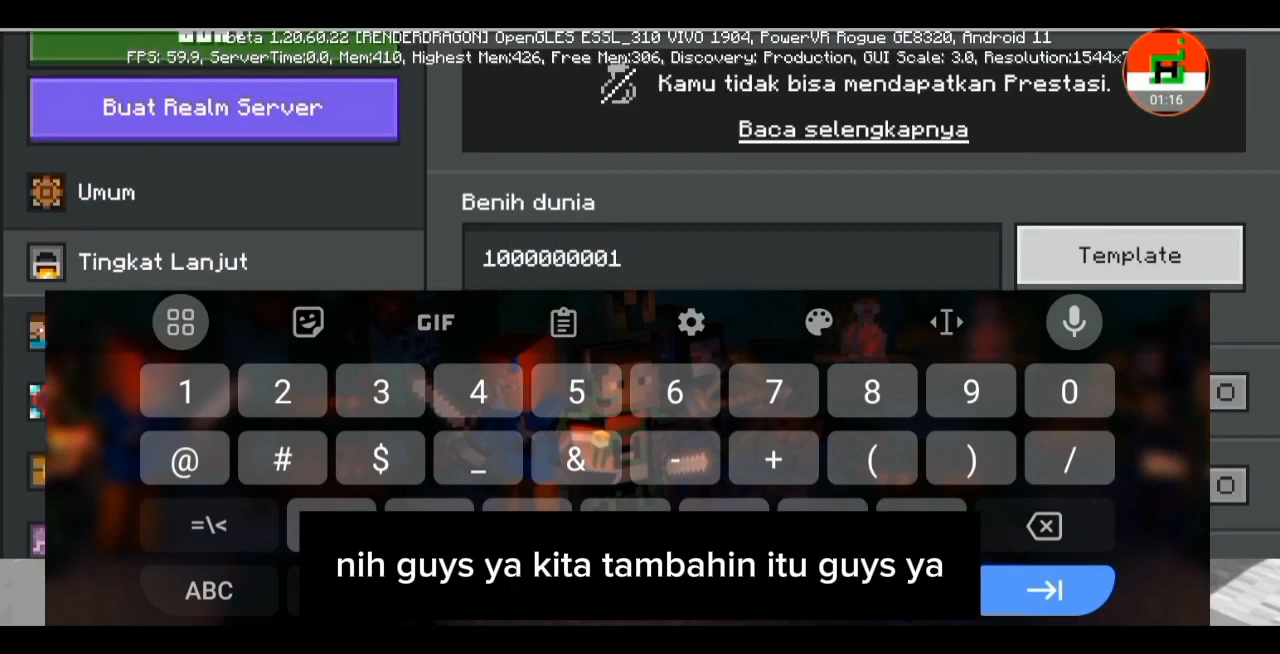 beta 1.20.60.22 [RENDERDRAGON] OpenGLES ESSL_310 VIVO 1904, PowerVR Rogue GE8320, Android 11
FPS: 59.9, ServerTime:0.0, Mem:410, Highest Mem:426, Free Mem:306, Discovery: Production, GUI Scale: 3.0, Resolution:1544x7
Kamu tidak bisa mendapatkan Prestasi.
01:16
Buat Realm Server
Baca selengkapnya
Umum
Benih dunia
Tingkat Lanjut
1000000001
Template
GIF
1 2 3 4 5 6 7 8 9 0
@ # $ _ & - + ( ) /
=\<
nih guys ya kita tambahin itu guys ya
ABC